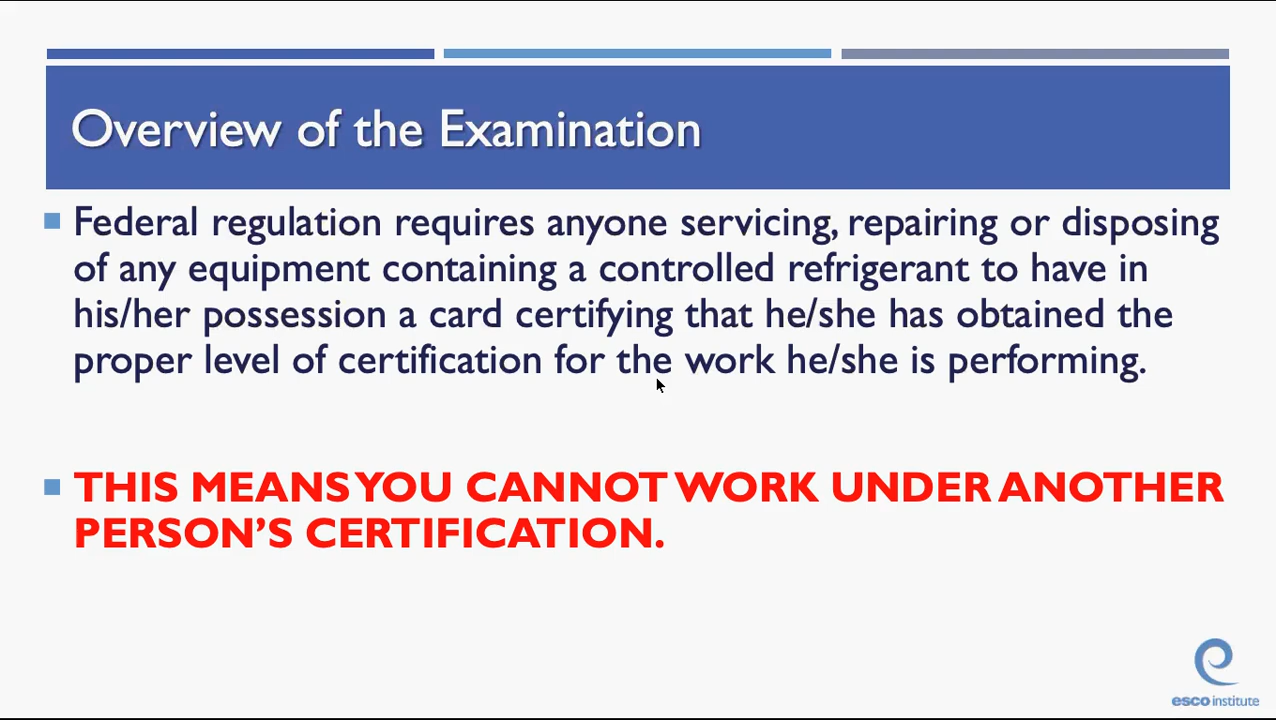 Overview of the Examination
Federal regulation requires anyone servicing, repairing or disposing
of any equipment containing a controlled refrigerant to have in
his/her possession a card certifying that he/she has obtained the
proper level of certification for the work he/she is performing.
THIS MEANS YOU CANNOT WORK UNDER ANOTHER
PERSON’S CERTIFICATION.
esco institute